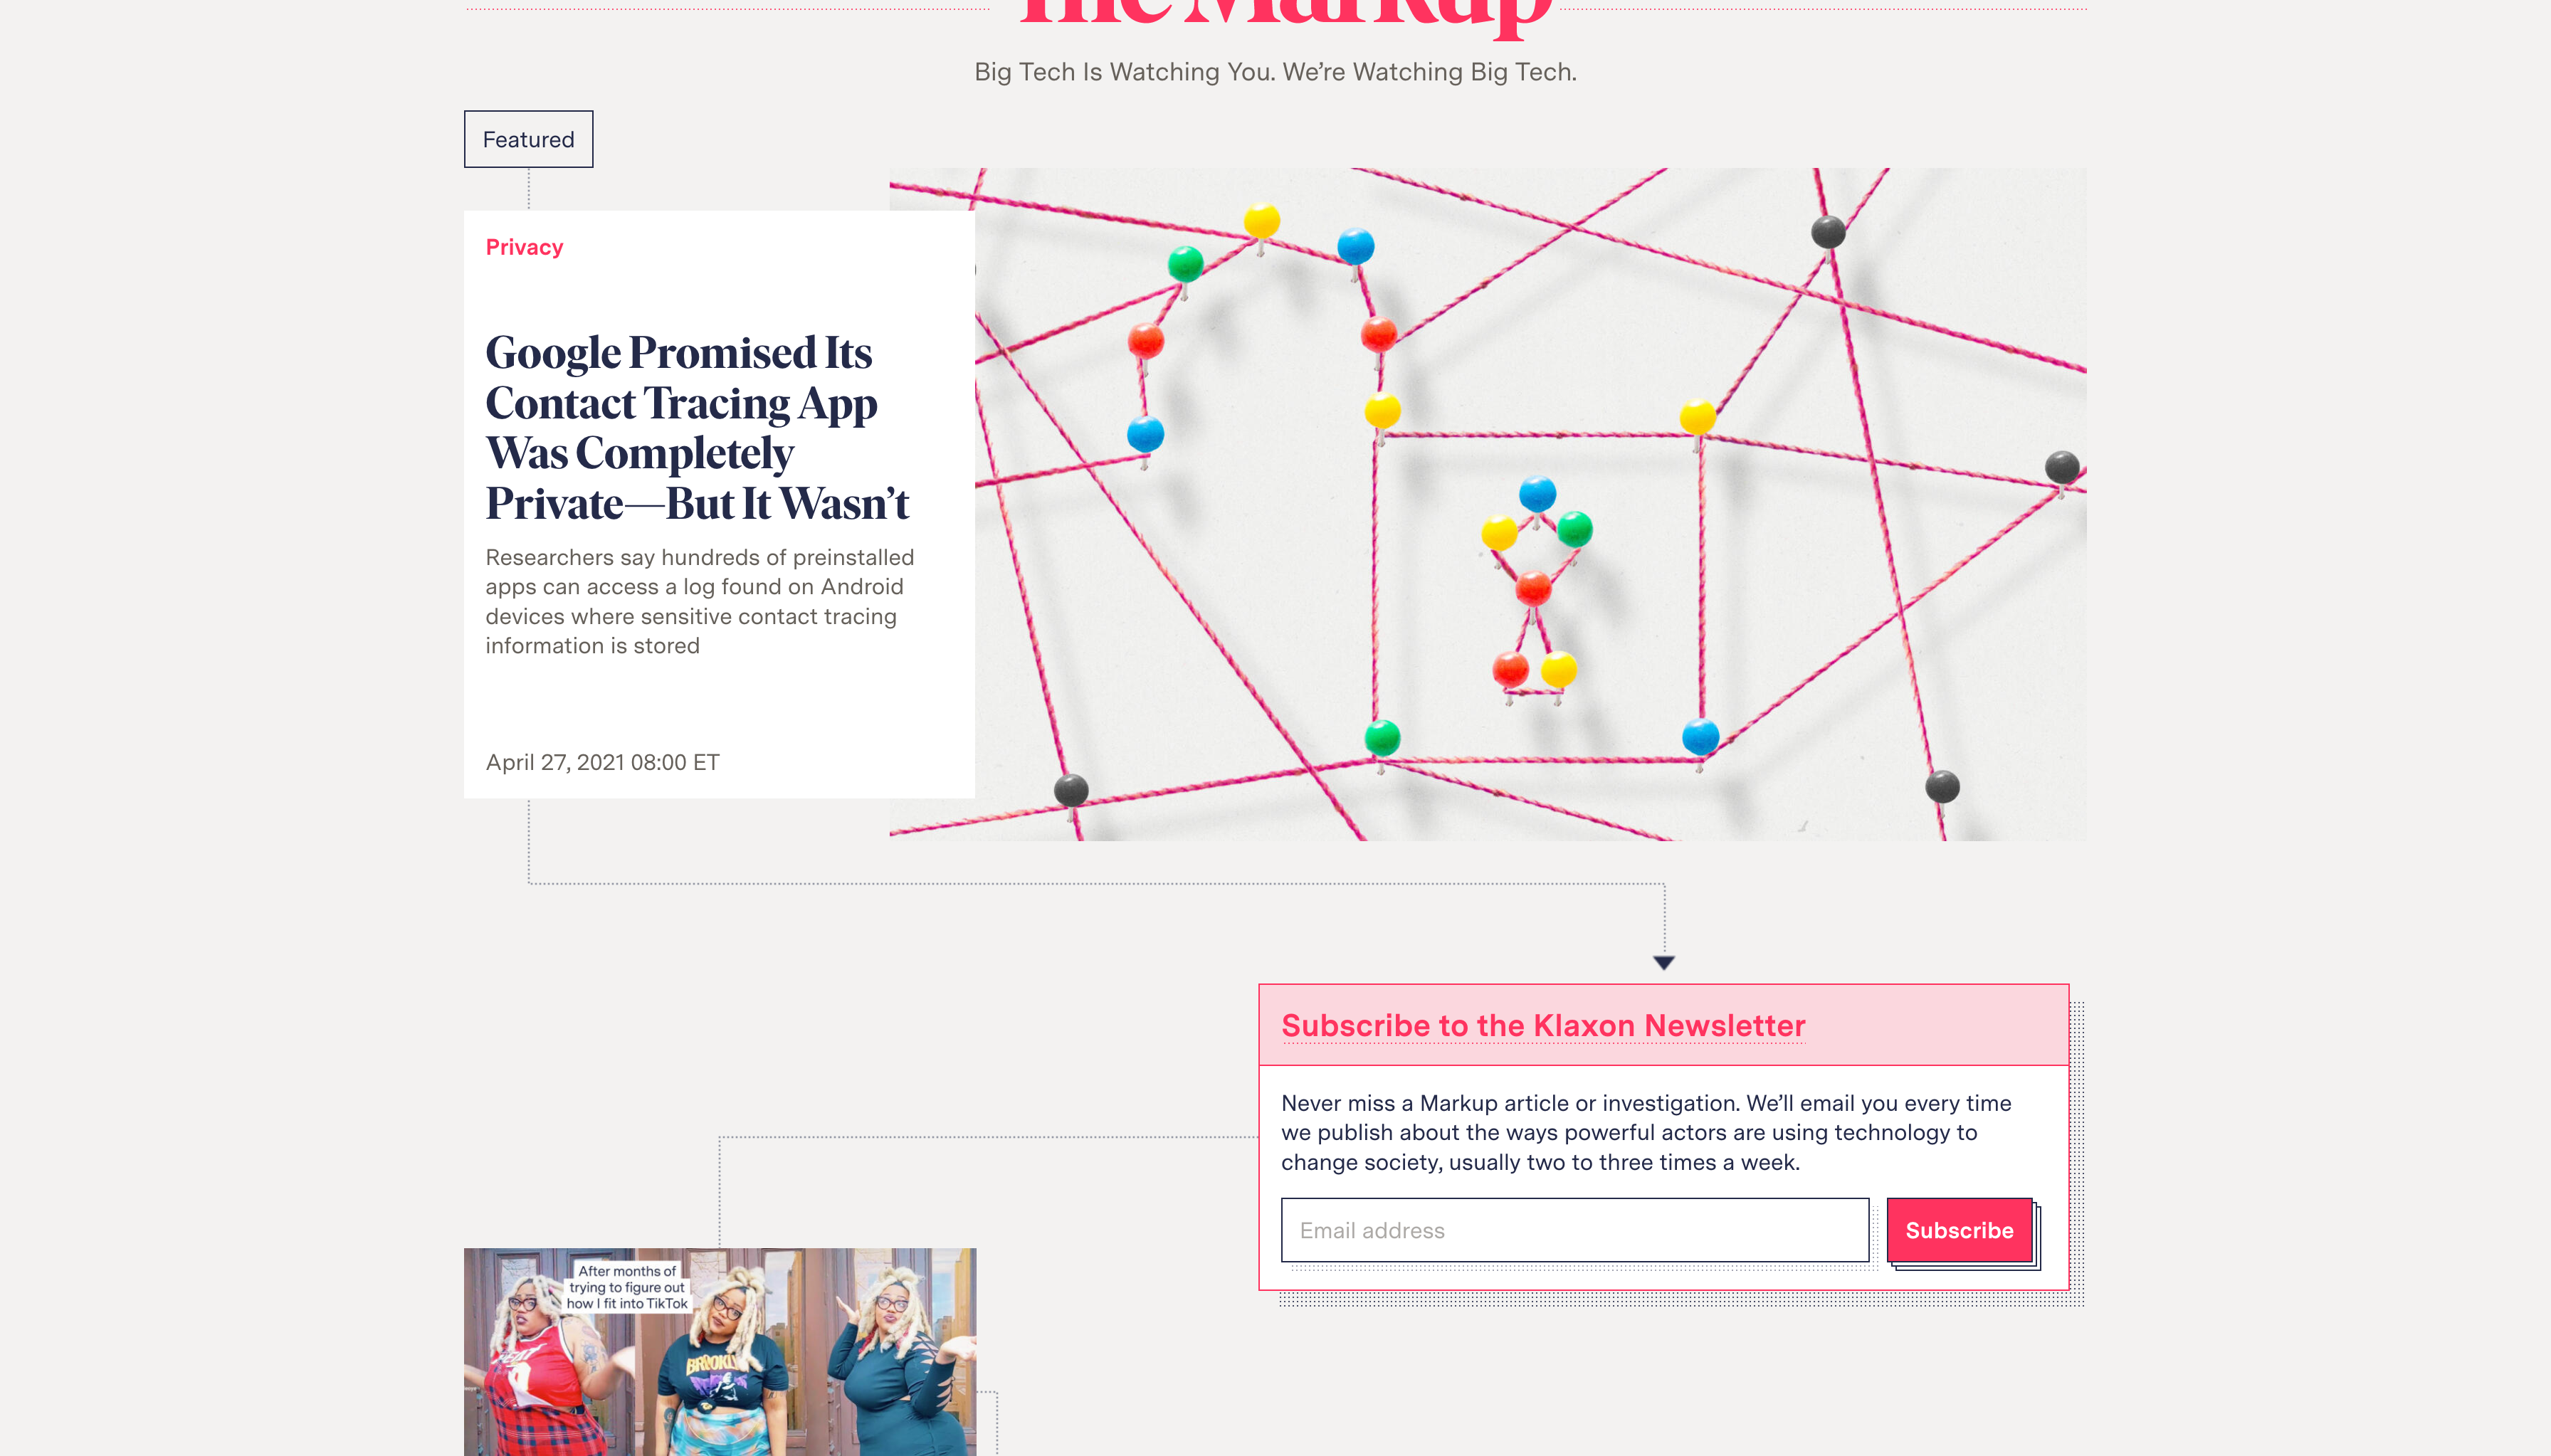 The Markup
Big Tech Is Watching You. We’re Watching Big Tech.
Featured
Privacy
Google Promised Its
Contact Tracing App
Was Completely
Private—But It Wasn’t
Researchers say hundreds of preinstalled
apps can access a log found on Android
devices where sensitive contact tracing
information is stored
April 27, 2021 08:00 ET
Subscribe to the Klaxon Newsletter
Never miss a Markup article or investigation. We’ll email you every time
we publish about the ways powerful actors are using technology to
change society, usually two to three times a week.
Email address
Subscribe
After months of
trying to figure out
how I fit into TikTok